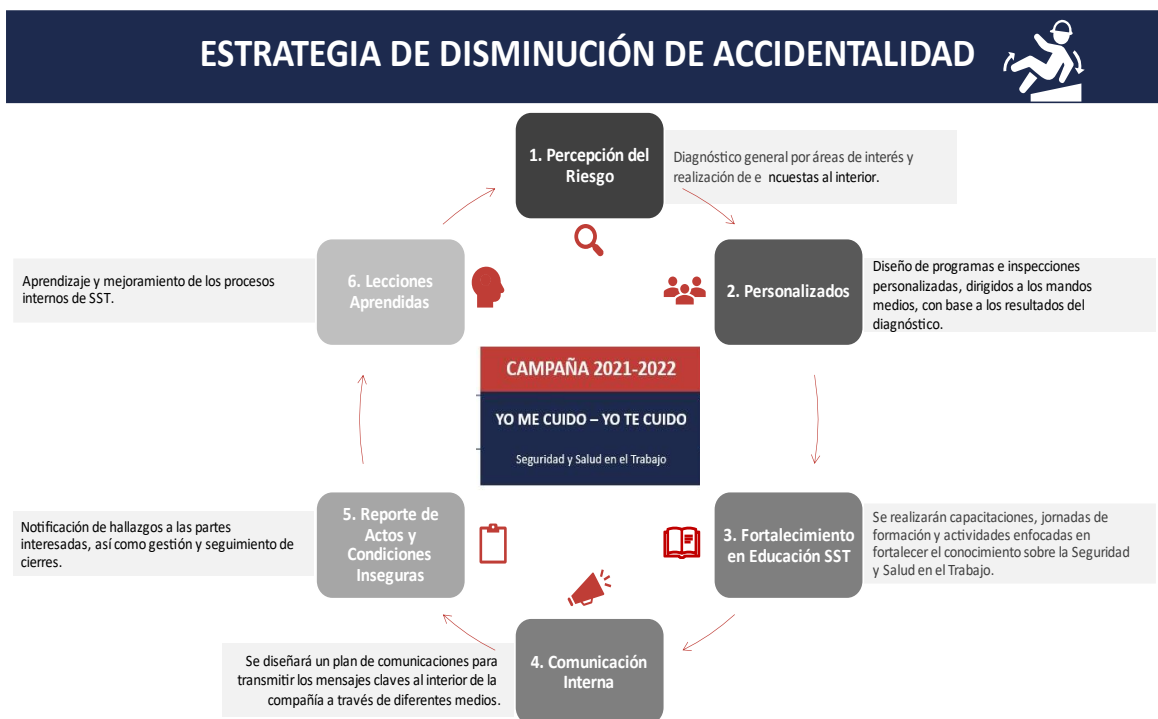 ESTRATEGIA DE DISMINUCIÓN DE ACCIDENTALIDAD
1. Percepción del
Riesgo
Diagnóstico general por áreas de interés y
realización de e ncuestas al interior.
2. Personalizados
Diseño de programas e inspecciones
personalizadas, dirigidos a los mandos
medios, con base a los resultados del
diagnóstico.
3. Fortalecimiento
en Educación SST
Se realizarán capacitaciones, jornadas de
formación y actividades enfocadas en
fortalecer el conocimiento sobre la Seguridad
y Salud en el Trabajo.
4. Comunicación
Interna
Se diseñará un plan de comunicaciones para
transmitir los mensajes claves al interior de la
compañía a través de diferentes medios.
5. Reporte de
Actos y
Condiciones
Inseguras
Notificación de hallazgos a las partes
interesadas, así como gestión y seguimiento de
cierres.
6. Lecciones
Aprendidas
Aprendizaje y mejoramiento de los procesos
internos de SST.
CAMPAÑA 2021-2022
YO ME CUIDO – YO TE CUIDO
Seguridad y Salud en el Trabajo